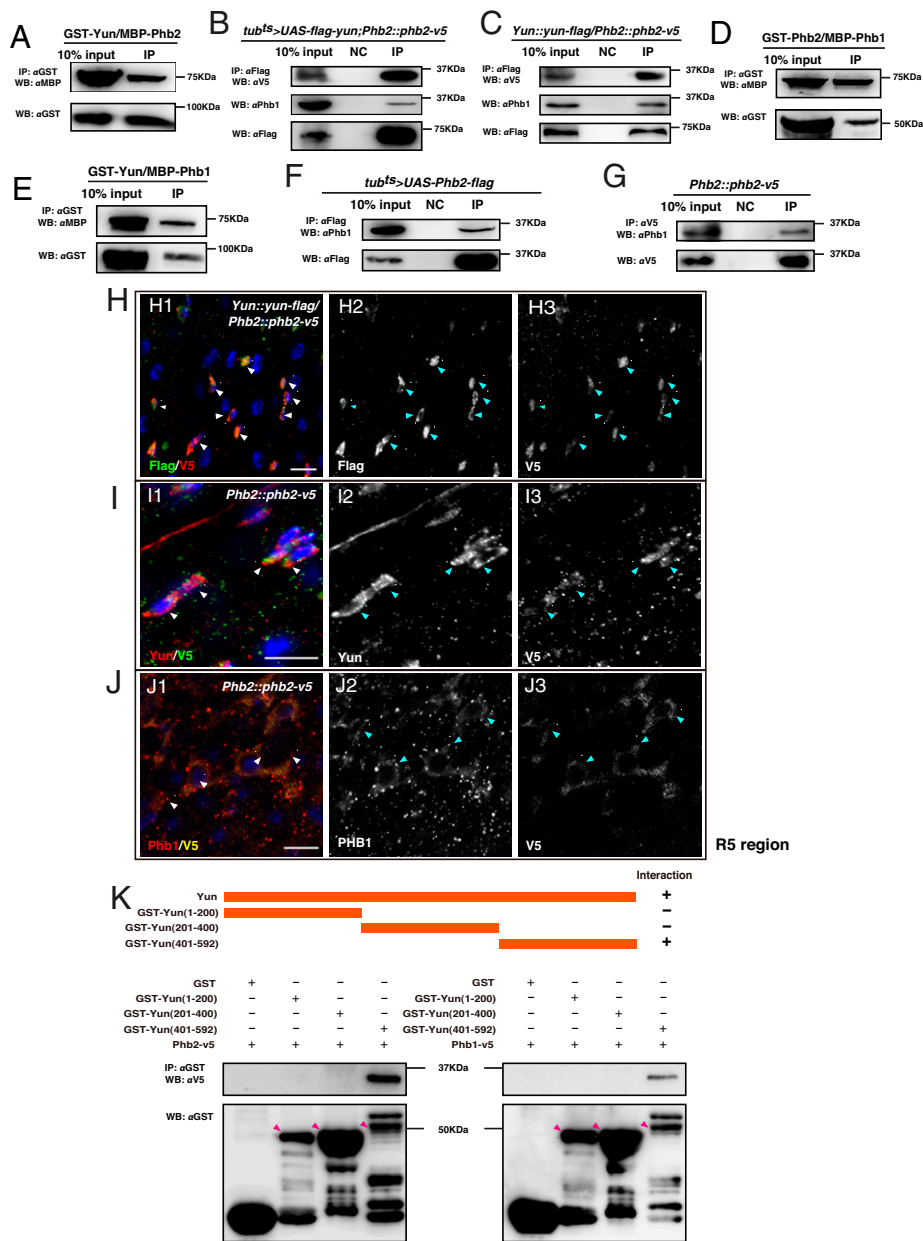 A
GST-Yun/MBP-Phb2
10% input IP
IP: αGST
WB: αMBP
75KDa
WB: αGST
100KDa
B
tubts>UAS-flag-yun;Phb2::phb2-v5
10% input NC IP
IP: αFlag
WB: αV5
37KDa
WB: αPhb1
37KDa
WB: αFlag
75KDa
C
Yun::yun-flag/Phb2::phb2-v5
10% input NC IP
IP: αFlag
WB: αV5
37KDa
WB: αPhb1
37KDa
WB: αFlag
75KDa
D
GST-Phb2/MBP-Phb1
10% input IP
IP: αGST
WB: αMBP
75KDa
WB: αGST
50KDa
E
GST-Yun/MBP-Phb1
10% input IP
IP: αGST
WB: αMBP
75KDa
WB: αGST
100KDa
F
tubts>UAS-Phb2-flag
10% input NC IP
IP: αFlag
WB: αPhb1
37KDa
WB: αFlag
37KDa
G
Phb2::phb2-v5
10% input NC IP
IP: αV5
WB: αPhb1
37KDa
WB: αV5
37KDa
H
H1 Yun::yun-flag/
Phb2::phb2-v5
Flag/V5
H2
Flag
H3
V5
I
I1 Phb2::phb2-v5
Yun/V5
I2
Yun
I3
V5
J
J1 Phb2::phb2-v5
Phb1/V5
J2
PHB1
J3
V5
R5 region
K
Interaction
Yun +
GST-Yun(1-200) −
GST-Yun(201-400) −
GST-Yun(401-592) +
GST + − − −
GST-Yun(1-200) − + − −
GST-Yun(201-400) − − + −
GST-Yun(401-592) − − − +
Phb2-v5 + + + +
IP: αGST
WB: αV5
WB: αGST
37KDa
50KDa
GST + − − −
GST-Yun(1-200) − + − −
GST-Yun(201-400) − − + −
GST-Yun(401-592) − − − +
Phb1-v5 + + + +